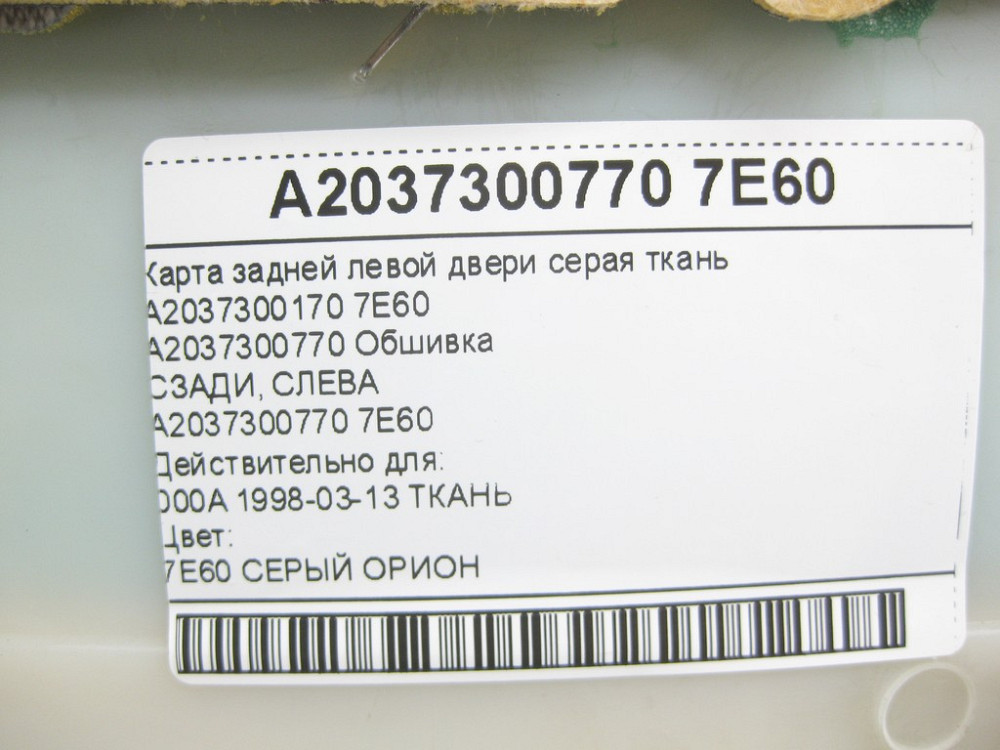 A2037300770 7E60
Карта задней левой двери серая ткань
A2037300170 7E60
A2037300770 Обшивка
СЗАДИ, СЛЕВА
A2037300770 7E60
Действительно для:
000A 1998-03-13 ТКАНЬ
Цвет:
7E60 СЕРЫЙ ОРИОН